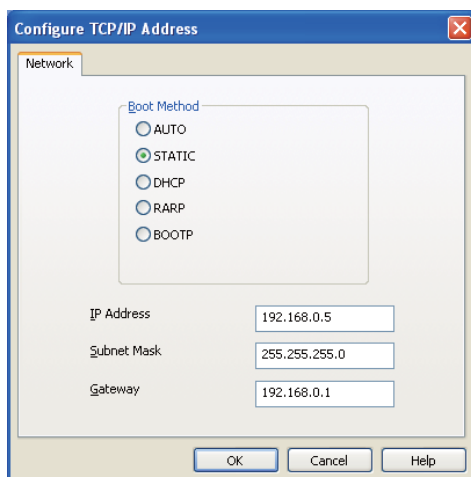 Configure TCP/IP Address
Network
Boot Method
AUTO
STATIC
DHCP
RARP
BOOTP
IP Address 192.168.0.5
Subnet Mask 255.255.255.0
Gateway 192.168.0.1
OK Cancel Help